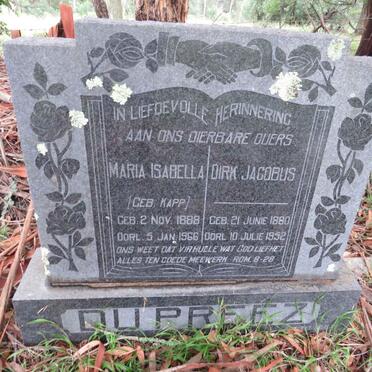 IN LIEFDEVOLLE HERINNERING
AAN ONS DIERBARE OUERS
MARIA ISABELLA
(GEB. KAPP)
GEB. 2 NOV. 1888
OORL. 5 JAN. 1966
DIRK JACOBUS
GEB. 21 JUNIE 1880
OORL. 10 JULIE 1952
ONS WEET DAT VIR HULLE WAT GOD LIEFHET
ALLES TEN GOEDE MEEWERK. ROM. 8-28
DU PREEZ